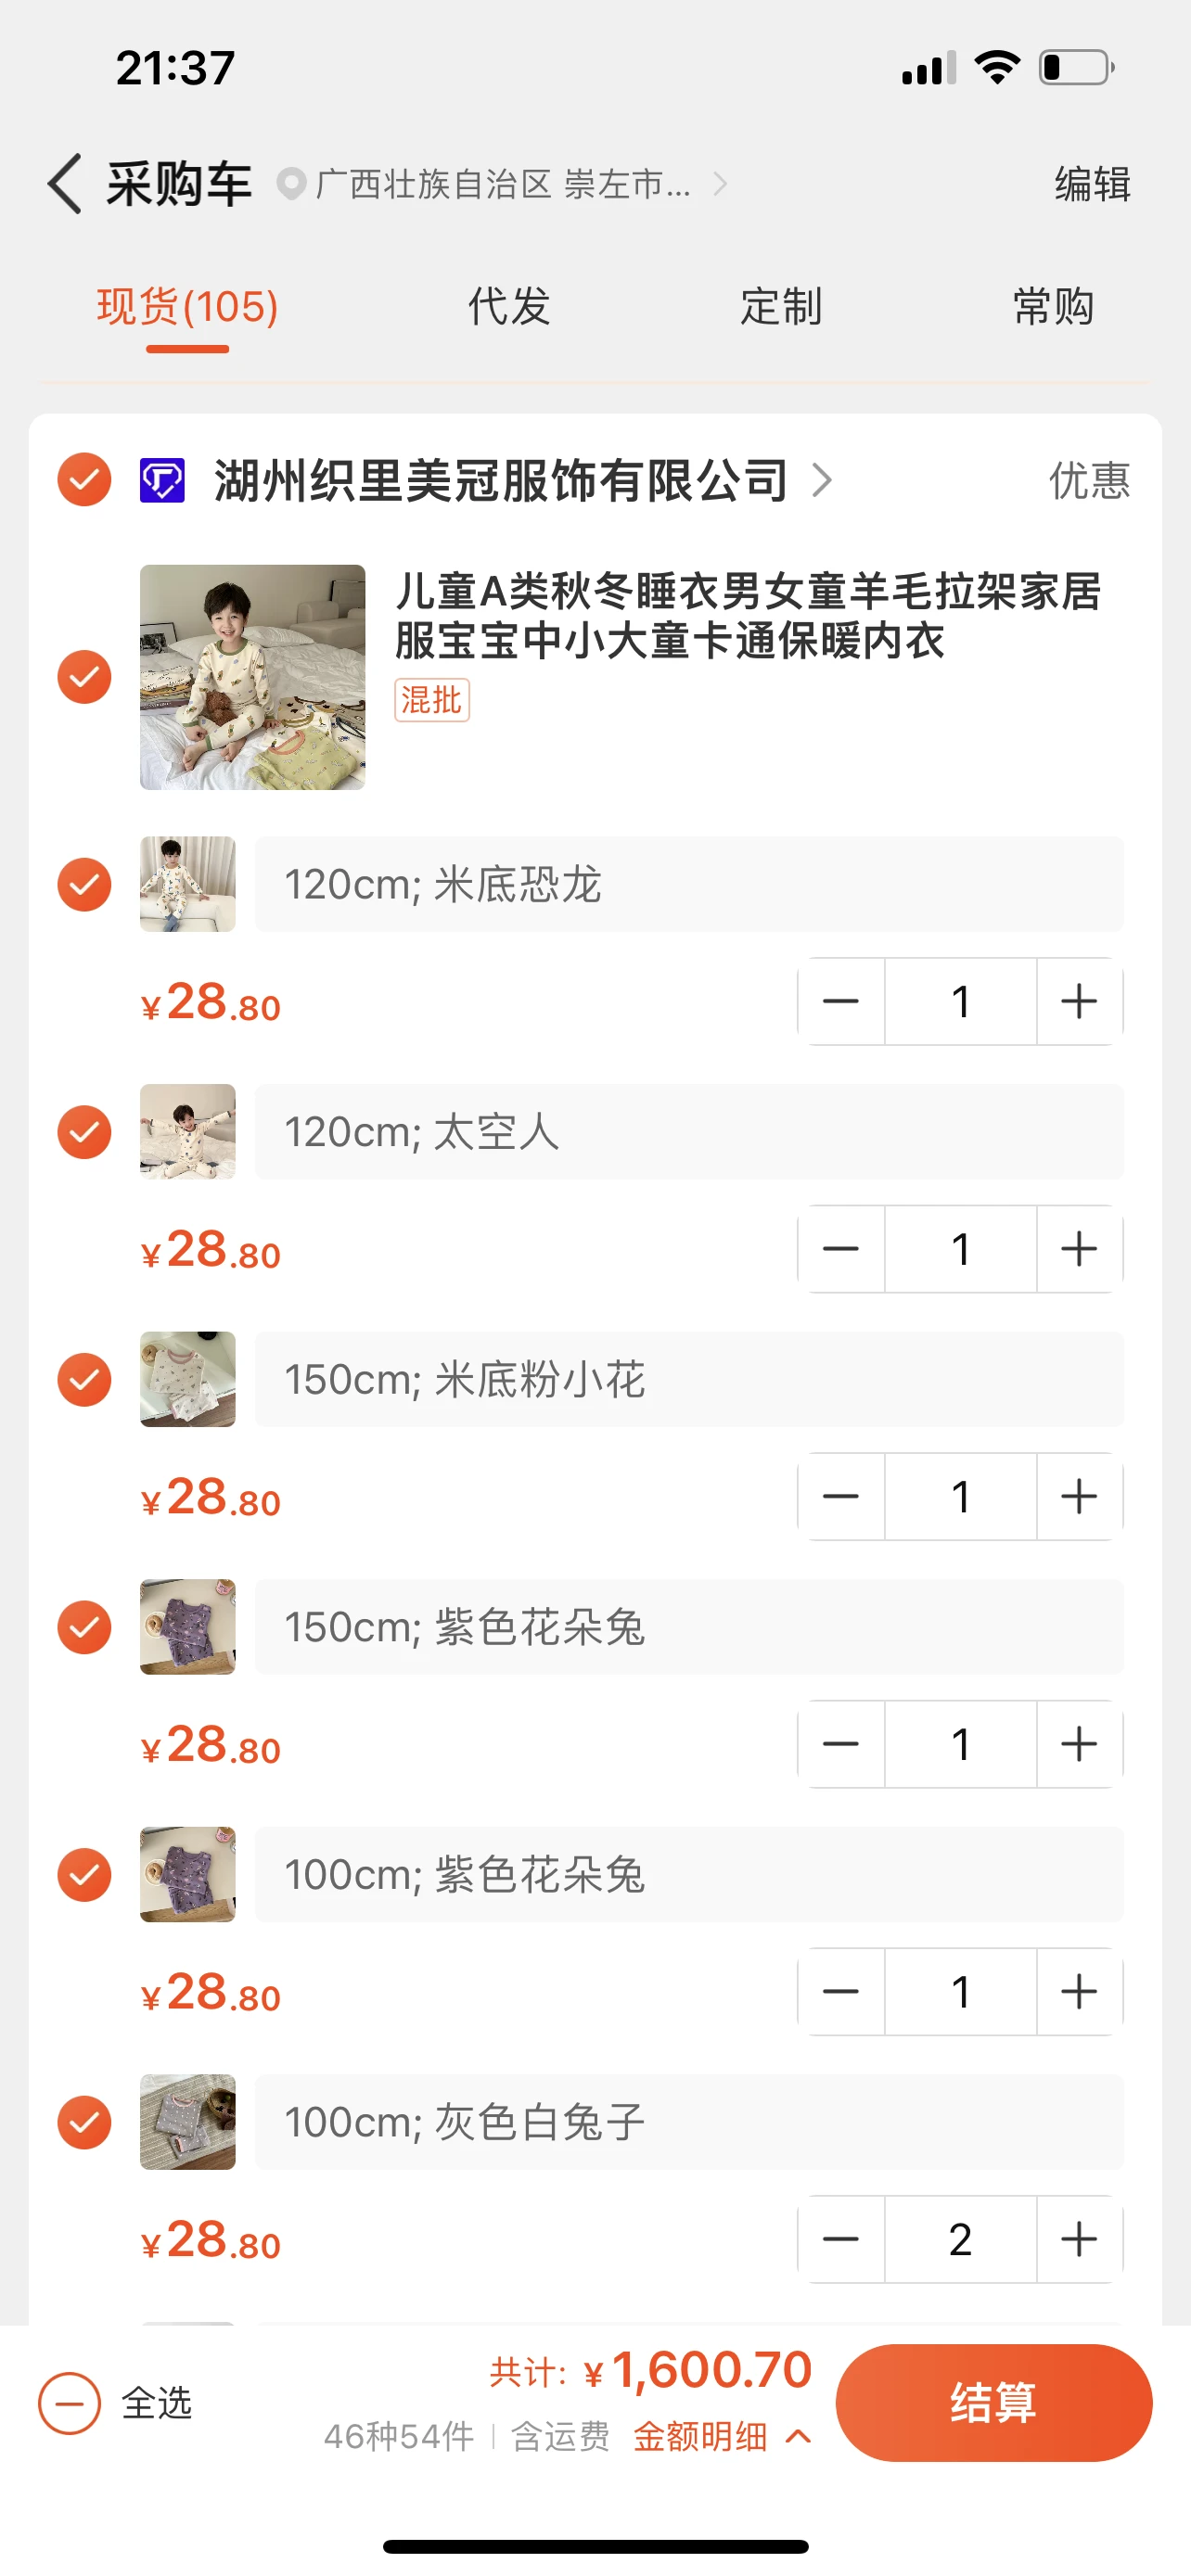 21:37
采购车 广西壮族自治区 崇左市... 编辑
现货(105) 代发 定制 常购
湖州织里美冠服饰有限公司 优惠
儿童A类秋冬睡衣男女童羊毛拉架家居
服宝宝中小大童卡通保暖内衣
混批
120cm; 米底恐龙
¥28.80 1
120cm; 太空人
¥28.80 1
150cm; 米底粉小花
¥28.80 1
150cm; 紫色花朵兔
¥28.80 1
100cm; 紫色花朵兔
¥28.80 1
100cm; 灰色白兔子
¥28.80 2
全选 共计: ¥1,600.70 结算
46种54件 含运费 金额明细